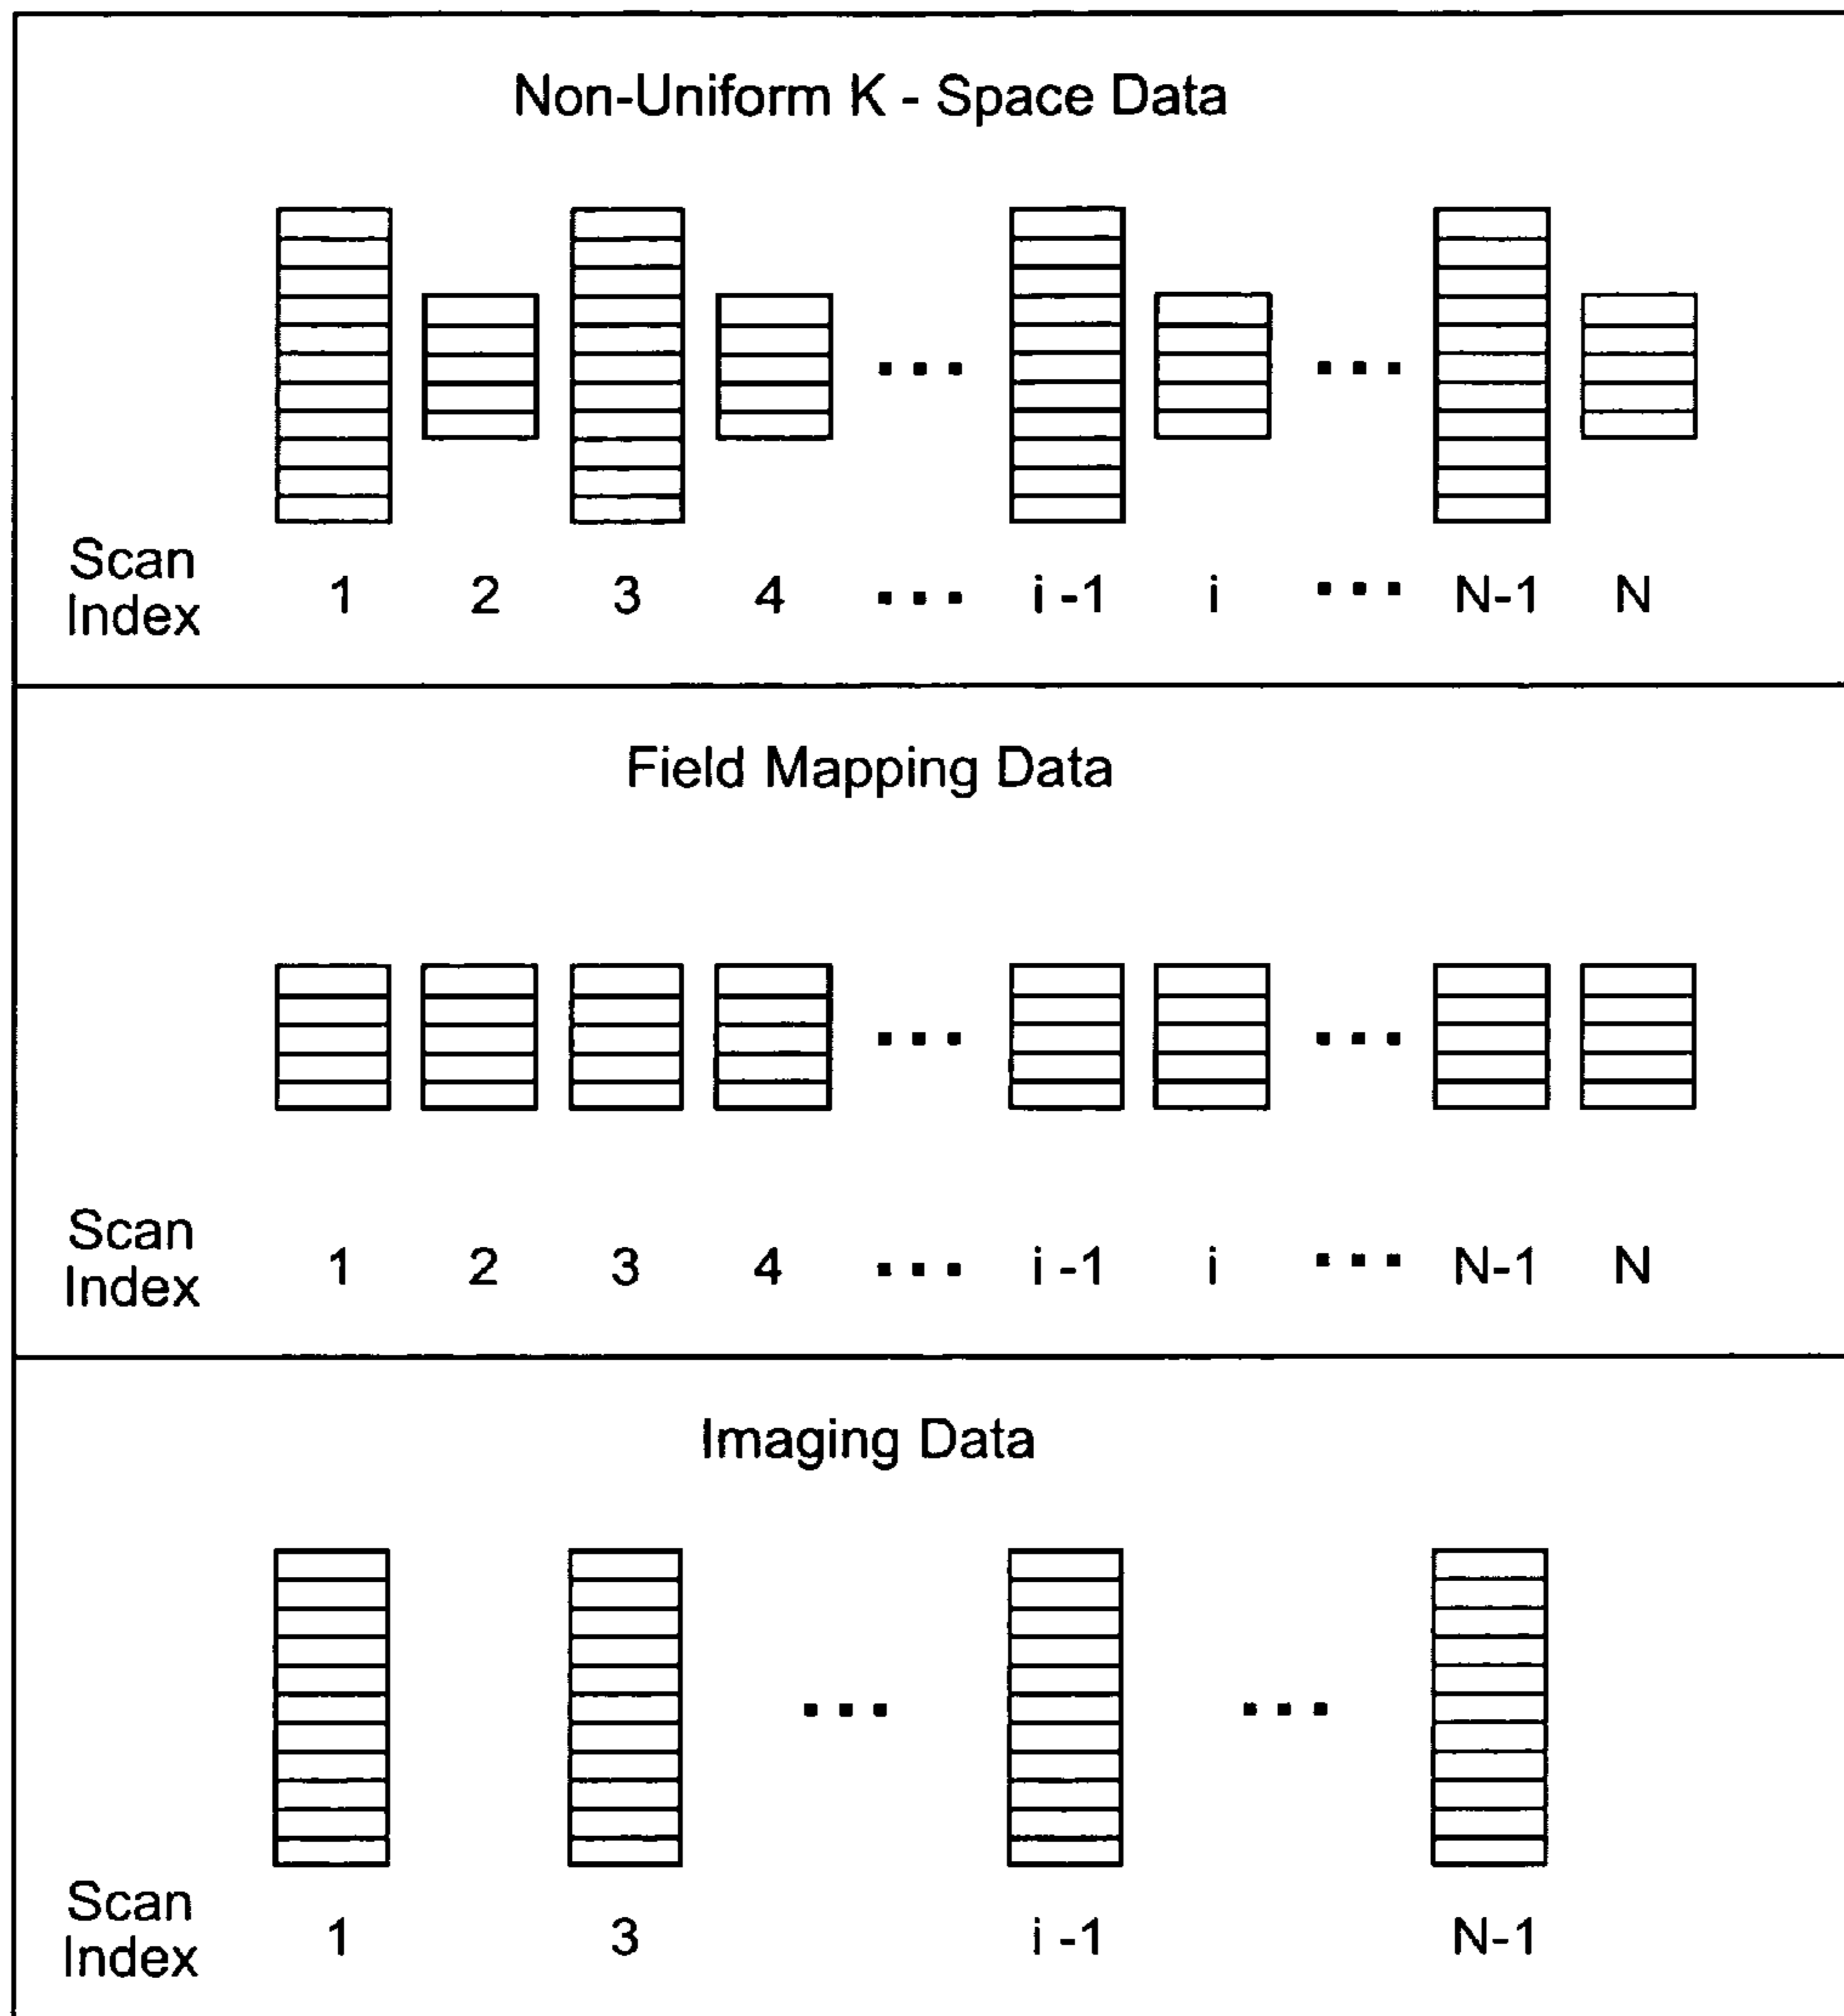 Non-Uniform K - Space Data
Scan
Index
1 2 3 4 ... i-1 i ... N-1 N
Field Mapping Data
Scan
Index
1 2 3 4 ... i-1 i ... N-1 N
Imaging Data
Scan
Index
1 3 i-1 N-1